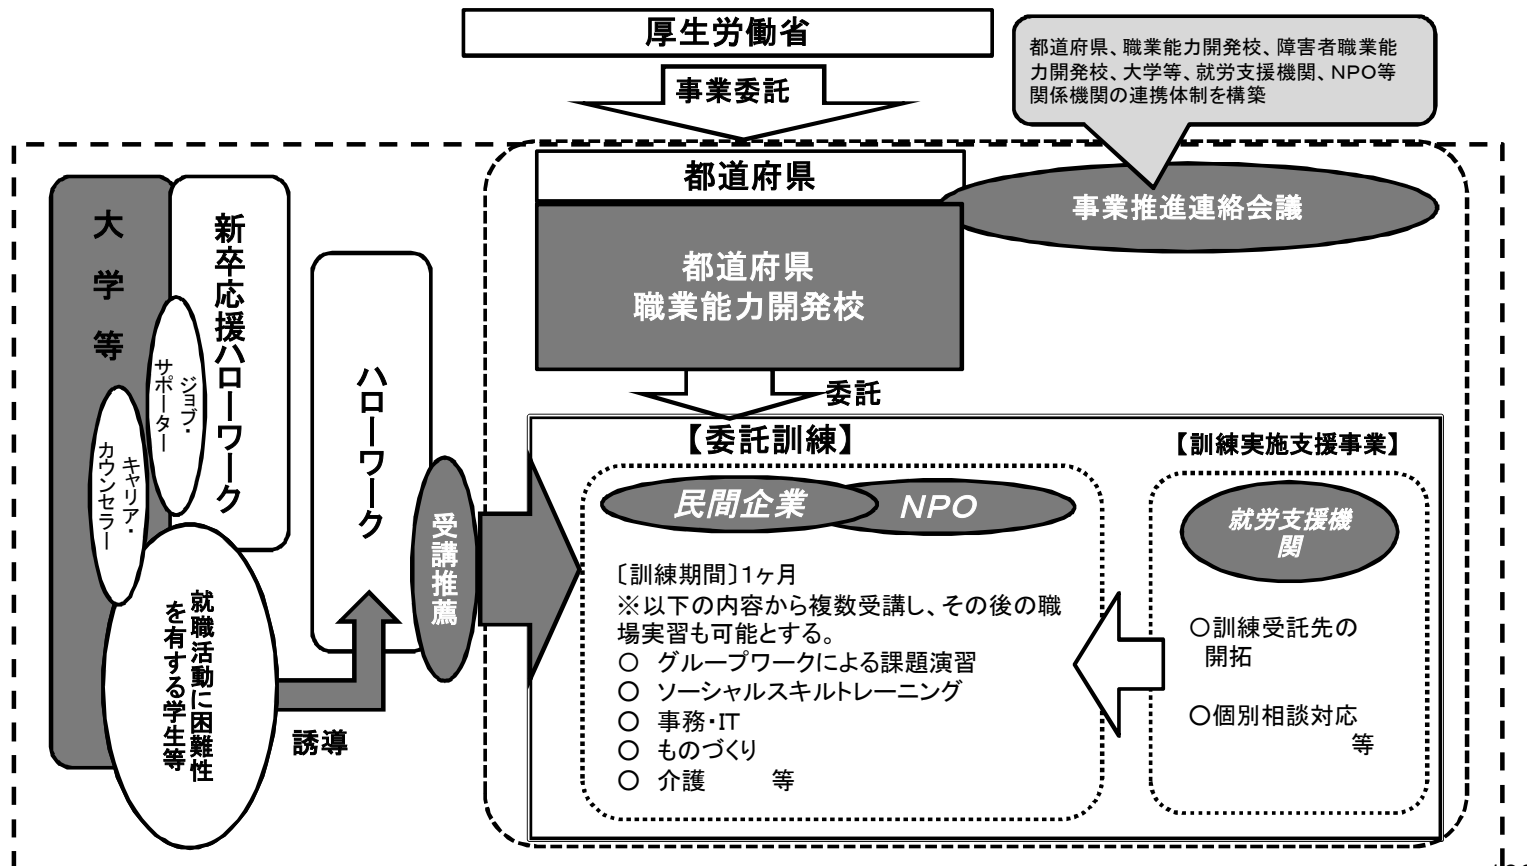 厚生労働省
事業委託
都道府県、職業能力開発校、障害者職業能
力開発校、大学等、就労支援機関、NPO等
関係機関の連携体制を構築
都道府県
事業推進連絡会議
都道府県
職業能力開発校
委託
大学等
新卒応援ハローワーク
ジョブ・
サポーター
キャリア・
カウンセラー
就職活動に困難性
を有する学生等
誘導
ハローワーク
受講推薦
【委託訓練】
民間企業
NPO
〔訓練期間〕1ヶ月
※以下の内容から複数受講し、その後の職
場実習も可能とする。
○ グループワークによる課題演習
○ ソーシャルスキルトレーニング
○ 事務・IT
○ ものづくり
○ 介護　　等
【訓練実施支援事業】
就労支援機
関
○訓練受託先の
開拓
○個別相談対応
等